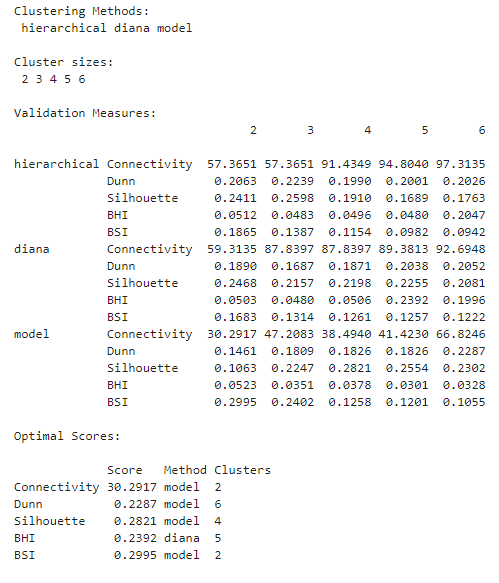 Clustering Methods:
 hierarchical diana model

Cluster sizes:
 2 3 4 5 6

Validation Measures:
                                 2       3       4       5       6

hierarchical Connectivity  57.3651 57.3651 91.4349 94.8040 97.3135
             Dunn           0.2063  0.2239  0.1990  0.2001  0.2026
             Silhouette     0.2411  0.2598  0.1910  0.1689  0.1763
             BHI            0.0512  0.0483  0.0496  0.0480  0.2047
             BSI            0.1865  0.1387  0.1154  0.0982  0.0942
diana        Connectivity  59.3135 87.8397 87.8397 89.3813 92.6948
             Dunn           0.1890  0.1687  0.1871  0.2038  0.2052
             Silhouette     0.2468  0.2157  0.2198  0.2255  0.2081
             BHI            0.0503  0.0480  0.0506  0.2392  0.1996
             BSI            0.1683  0.1314  0.1261  0.1257  0.1222
model        Connectivity  30.2917 47.2083 38.4940 41.4230 66.8246
             Dunn           0.1461  0.1809  0.1826  0.1826  0.2287
             Silhouette     0.1063  0.2247  0.2821  0.2554  0.2302
             BHI            0.0523  0.0351  0.0378  0.0301  0.0328
             BSI            0.2995  0.2402  0.1258  0.1201  0.1055

Optimal Scores:

             Score   Method Clusters
Connectivity 30.2917 model  2
Dunn          0.2287 model  6
Silhouette    0.2821 model  4
BHI           0.2392 diana  5
BSI           0.2995 model  2